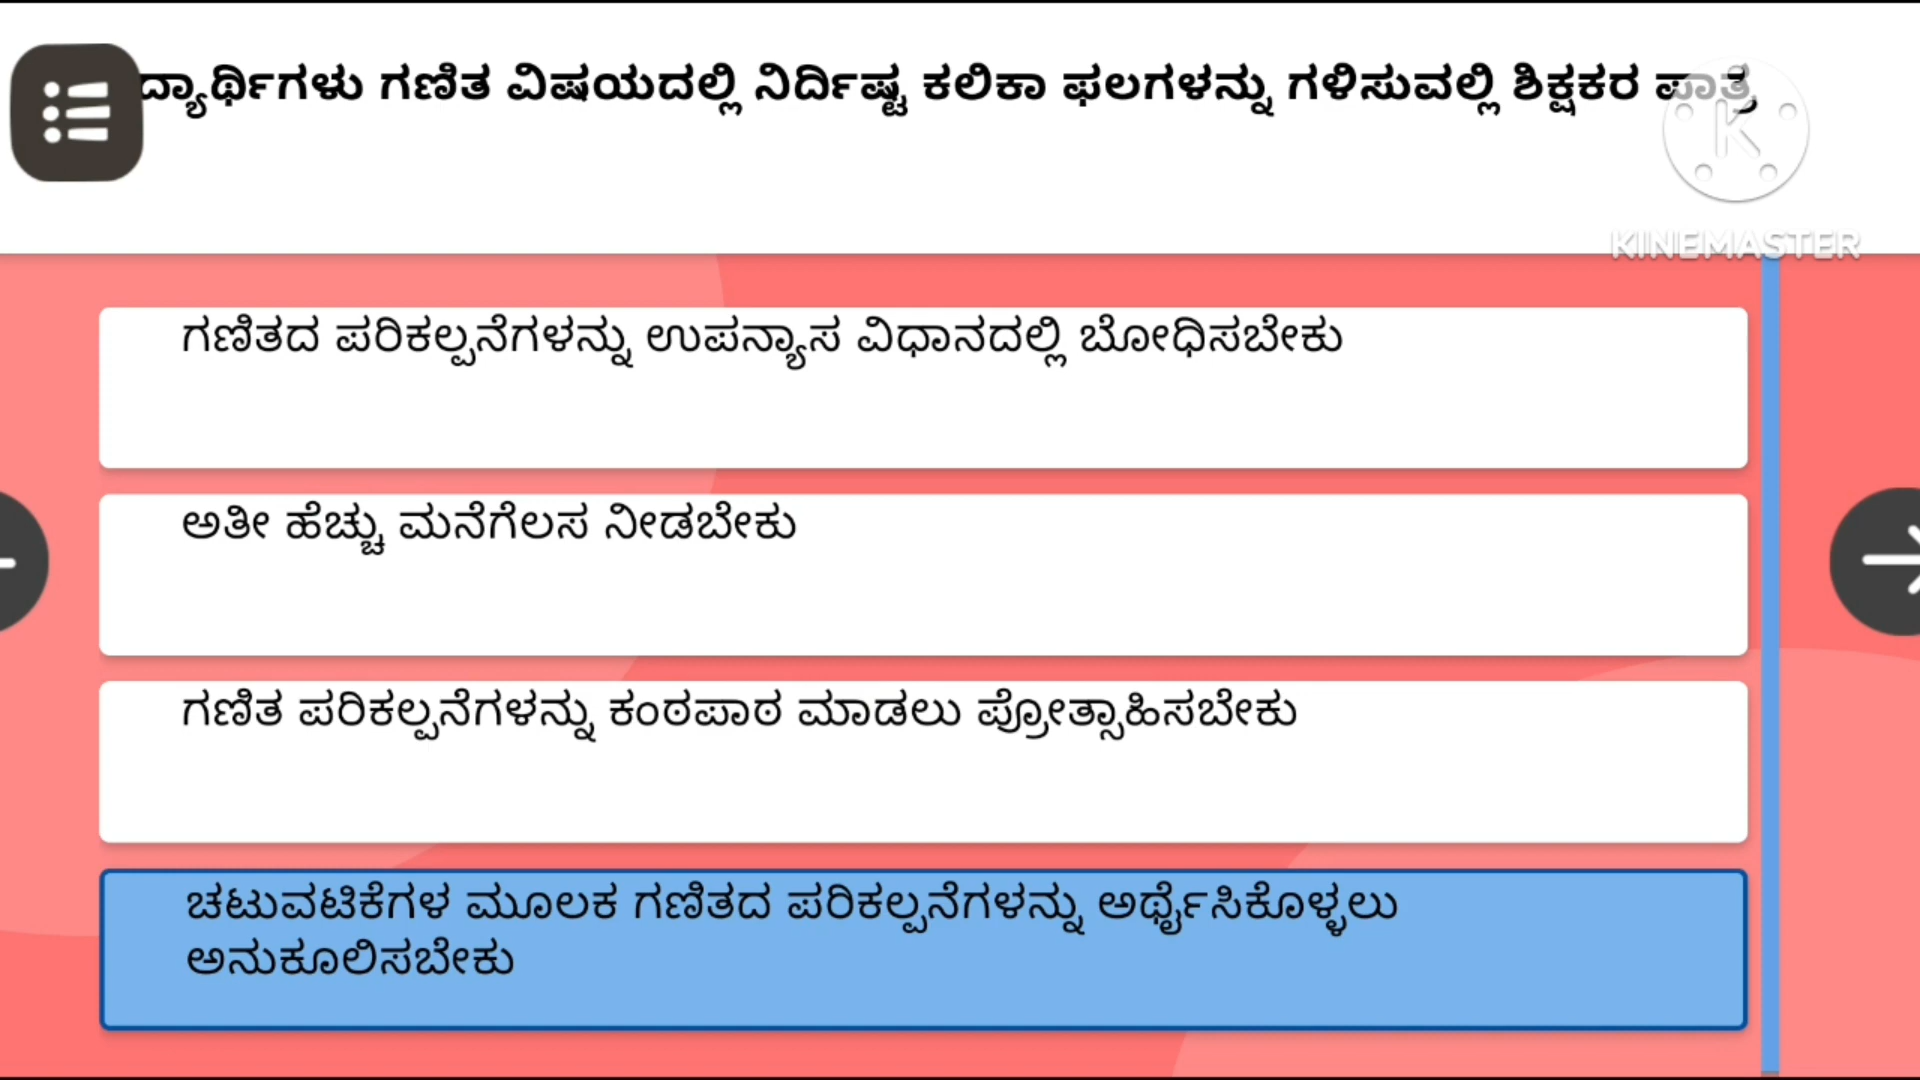 ದ್ಯಾರ್ಥಿಗಳು ಗಣಿತ ವಿಷಯದಲ್ಲಿ ನಿರ್ದಿಷ್ಟ ಕಲಿಕಾ ಫಲಗಳನ್ನು ಗಳಿಸುವಲ್ಲಿ ಶಿಕ್ಷಕರ ಪಾತ್ರ
K
KINEMASTER
ಗಣಿತದ ಪರಿಕಲ್ಪನೆಗಳನ್ನು ಉಪನ್ಯಾಸ ವಿಧಾನದಲ್ಲಿ ಬೋಧಿಸಬೇಕು
ಅತೀ ಹೆಚ್ಚು ಮನೆಗೆಲಸ ನೀಡಬೇಕು
ಗಣಿತ ಪರಿಕಲ್ಪನೆಗಳನ್ನು ಕಂಠಪಾಠ ಮಾಡಲು ಪ್ರೋತ್ಸಾಹಿಸಬೇಕು
ಚಟುವಟಿಕೆಗಳ ಮೂಲಕ ಗಣಿತದ ಪರಿಕಲ್ಪನೆಗಳನ್ನು ಅರ್ಥೈಸಿಕೊಳ್ಳಲು
ಅನುಕೂಲಿಸಬೇಕು